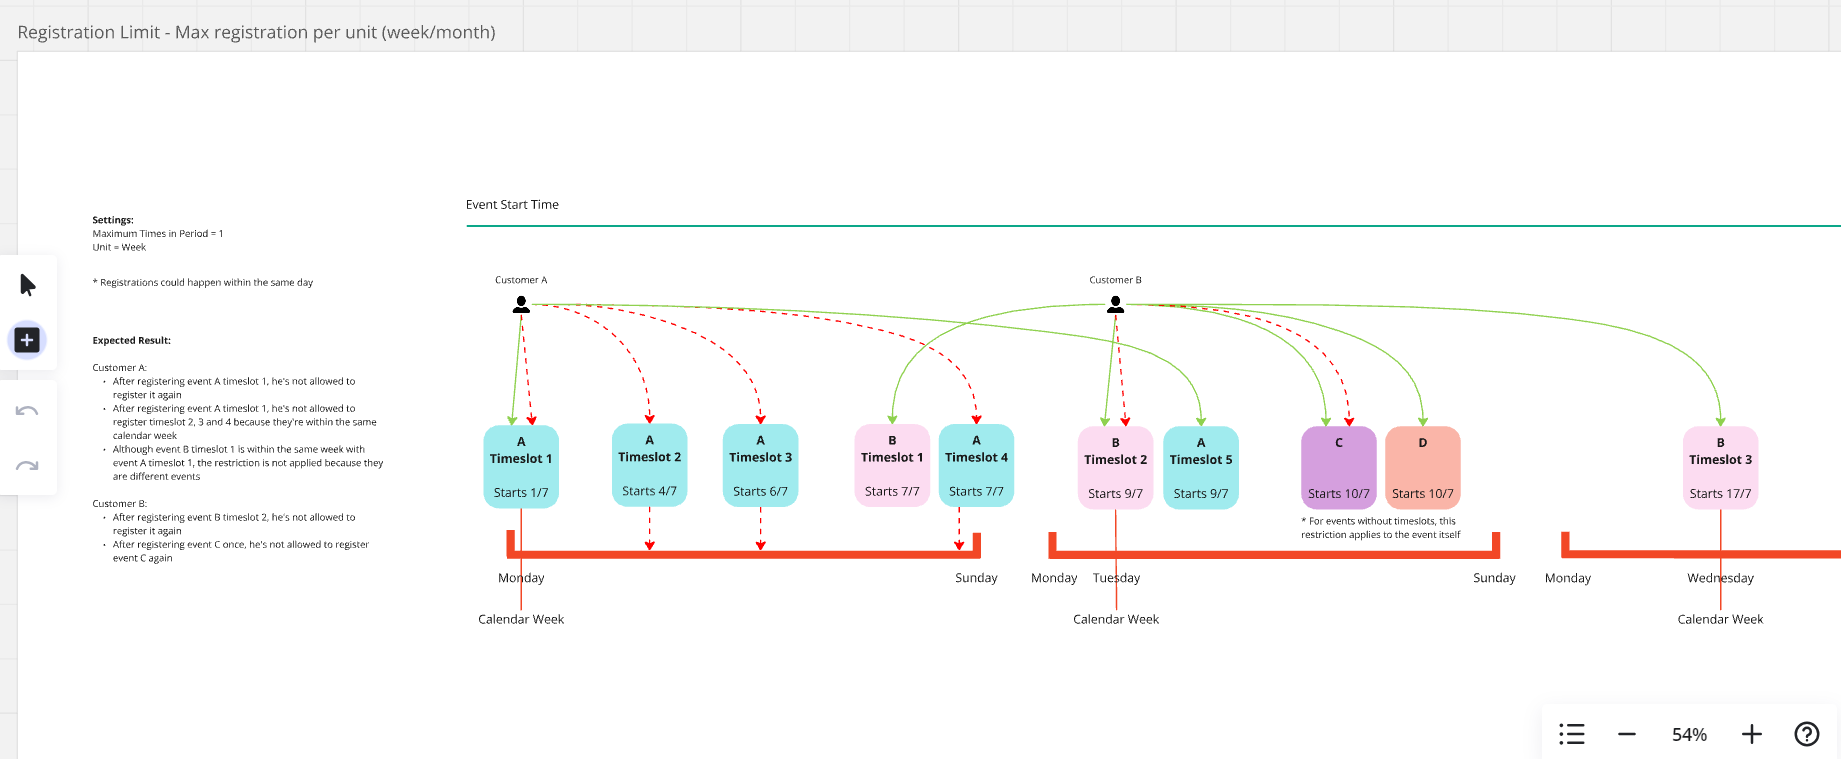 Registration Limit - Max registration per unit (week/month)
Settings:
Maximum Times in Period = 1
Unit = Week
* Registrations could happen within the same day
Expected Result:
Customer A:
• After registering event A timeslot 1, he's not allowed to
register it again
• After registering event A timeslot 1, he's not allowed to
register timeslot 2, 3 and 4 because they're within the same
calendar week
• Although event B timeslot 1 is within the same week with
event A timeslot 1, the restriction is not applied because they
are different events
Customer B:
• After registering event B timeslot 2, he's not allowed to
register it again
• After registering event C once, he's not allowed to register
event C again
Event Start Time
Customer A
Customer B
A
Timeslot 1
Starts 1/7
A
Timeslot 2
Starts 4/7
A
Timeslot 3
Starts 6/7
B
Timeslot 1
Starts 7/7
A
Timeslot 4
Starts 7/7
B
Timeslot 2
Starts 9/7
A
Timeslot 5
Starts 9/7
C
Starts 10/7
D
Starts 10/7
B
Timeslot 3
Starts 17/7
* For events without timeslots, this
restriction applies to the event itself
Monday
Sunday
Monday
Tuesday
Sunday
Monday
Wednesday
Calendar Week
Calendar Week
Calendar Week
54%